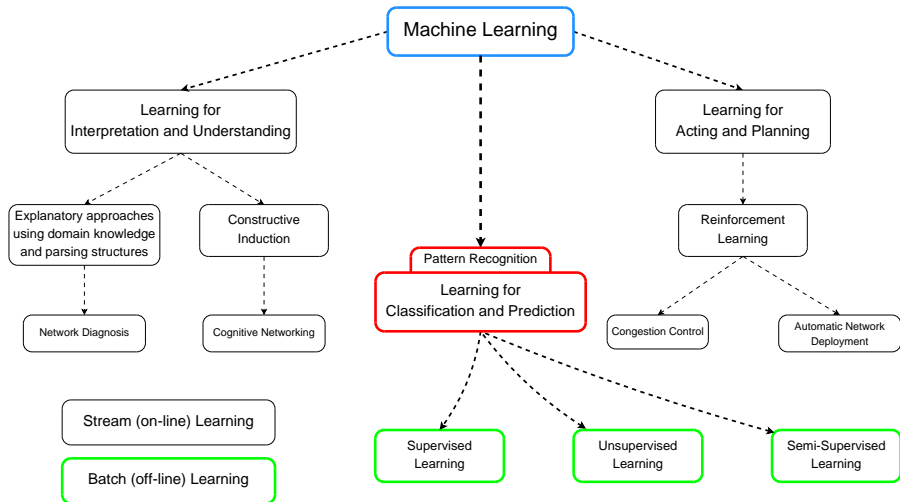 Machine Learning
Learning for
Interpretation and Understanding
Learning for
Acting and Planning
Explanatory approaches
using domain knowledge
and parsing structures
Constructive
Induction
Reinforcement
Learning
Pattern Recognition
Learning for
Classification and Prediction
Network Diagnosis
Cognitive Networking
Congestion Control
Automatic Network
Deployment
Stream (on-line) Learning
Batch (off-line) Learning
Supervised
Learning
Unsupervised
Learning
Semi-Supervised
Learning